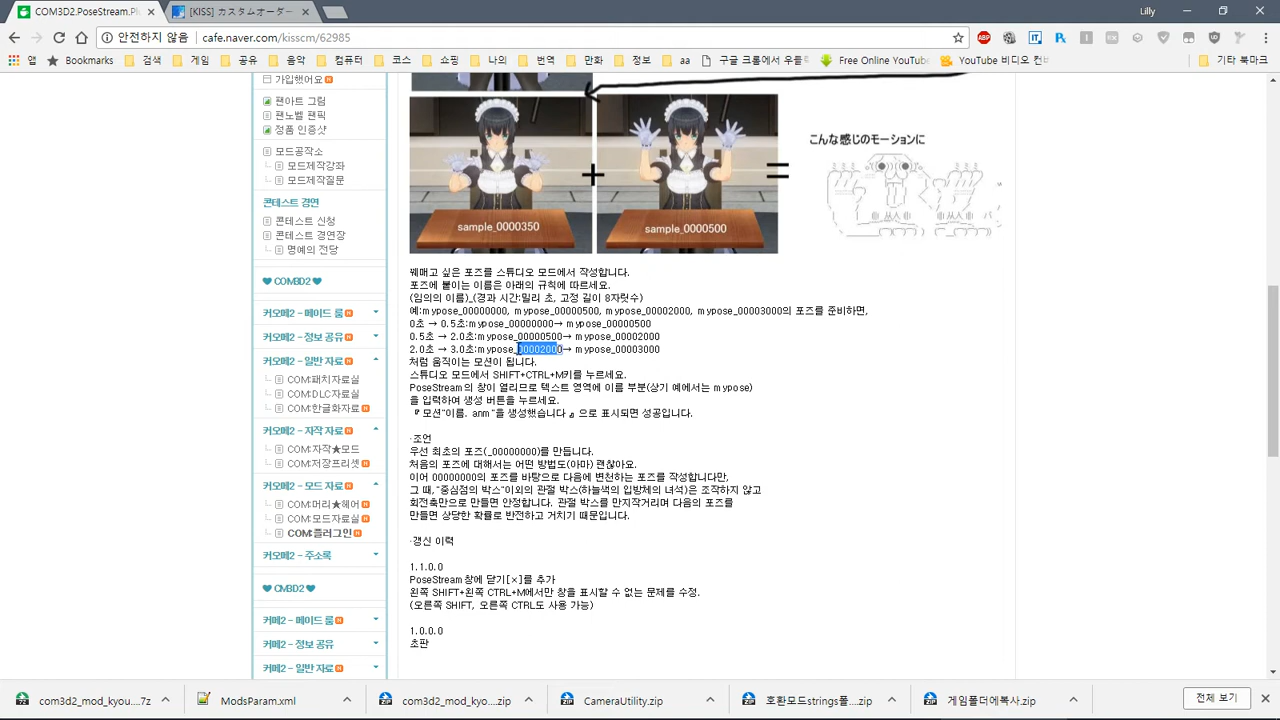 COM3D2.PoseStream.Pl
[KISS] カスタムオーダー
Lilly
안전하지 않음
cafe.naver.com/kisscm/62985
앱 Bookmarks 검색 게임 공유 음악 컴퓨터 코스 쇼핑 나의 번역 만화 정보 aa 구글 크롬에서 우클릭 Free Online YouTube YouTube 비디오 컨버 기타 북마크
가입했어요
팬아트 그림
팬노벨 팬픽
정품 인증샷
모드공작소
모드제작강좌
모드제작질문
콘테스트 경연
콘테스트 신청
콘테스트 경연장
명예의 전당
♥ COM3D2 ♥
커오메2 - 메이드 룸
커오메2 - 정보 공유
커오메2 - 일반 자료
COM:패치자료실
COM:DLC자료실
COM:한글화자료
커오메2 - 자작 자료
COM:자작★모드
COM:저장프리셋
커오메2 - 모드 자료
COM:머리★헤어
COM:모드자료실
COM:플러그인
커오메2 - 주소록
♥ CM3D2 ♥
커메2 - 메이드 룸
커메2 - 정보 공유
커메2 - 일반 자료
sample_0000350
+
sample_0000500
=
こんな感じのモーションに
꿰매고 싶은 포즈를 스튜디오 모드에서 작성합니다.
포즈에 붙이는 이름은 아래의 규칙에 따르세요.
(임의의 이름)_(경과 시간:밀리 초, 고정 길이 8자릿수)
예:mypose_00000000, mypose_00000500, mypose_00002000, mypose_00003000의 포즈를 준비하면,
0초 → 0.5초:mypose_00000000→ mypose_00000500
0.5초 → 2.0초:mypose_00000500→ mypose_00002000
2.0초 → 3.0초:mypose_00002000→ mypose_00003000
처럼 움직이는 모션이 됩니다.
스튜디오 모드에서 SHIFT+CTRL+M키를 누르세요.
PoseStream의 창이 열리므로 텍스트 영역에 이름 부분(상기 예에서는 mypose)
을 입력하여 생성 버튼을 누르세요.
『모션"이름. anm"을 생성했습니다』으로 표시되면 성공입니다.
·조언
우선 최초의 포즈(_00000000)를 만듭니다.
처음의 포즈에 대해서는 어떤 방법도(아마) 괜찮아요.
이어 00000000의 포즈를 바탕으로 다음에 변천하는 포즈를 작성합니다만,
그 때,"중심점의 박스"이외의 관절 박스(하늘색의 입방체의 녀석)은 조작하지 않고
회전축만으로 만들면 안정합니다. 관절 박스를 만지작거리며 다음의 포즈를
만들면 상당한 확률로 반전하고 거치기 때문입니다.
·갱신 이력
1.1.0.0
PoseStream창에 닫기[×]를 추가
왼쪽 SHIFT+왼쪽 CTRL+M에서만 창을 표시할 수 없는 문제를 수정.
(오른쪽 SHIFT, 오른쪽 CTRL도 사용 가능)
1.0.0.0
초판
com3d2_mod_kyou....7z
ModsParam.xml
com3d2_mod_kyo....zip
CameraUtility.zip
호환모드strings폴....zip
게임폴더에복사.zip
전체 보기